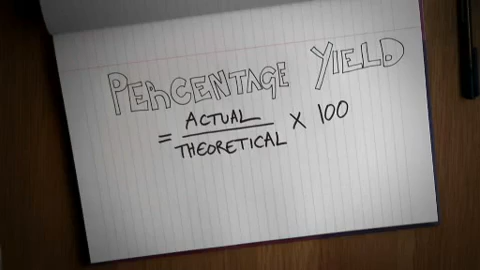 PERCENTAGE YIELD
= ACTUAL / THEORETICAL × 100